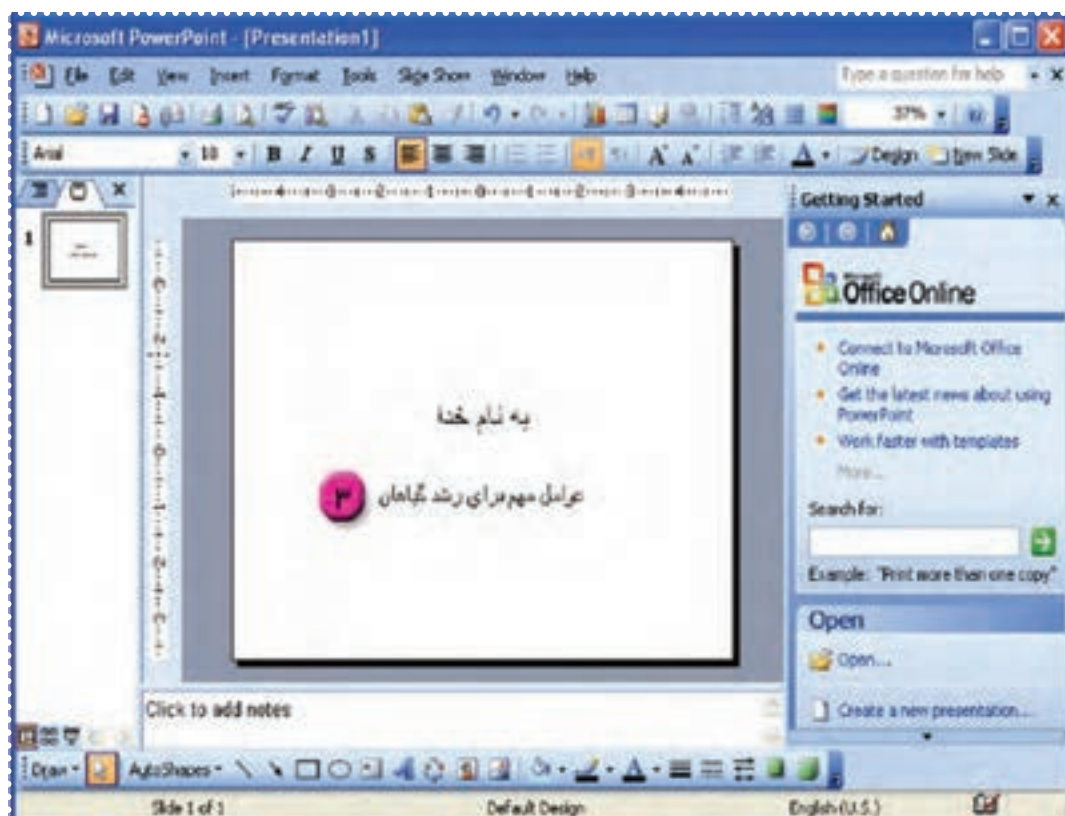 Microsoft PowerPoint - [Presentation1]
File Edit View Insert Format Tools Slide Show Window Help
Type a question for help
37%
Arial 18 B I U S A A A Design New Slide
Getting Started
1
Microsoft
Office Online
Connect to Microsoft Office
Online
Get the latest news about using
PowerPoint
Work faster with templates
More...
Search for:
Example: "Print more than one copy"
Open
Open...
Create a new presentation...
به نام خدا
عوامل مهم برای رشد گیاهان
۳
Click to add notes
Draw AutoShapes
Slide 1 of 1 Default Design English (U.S.)